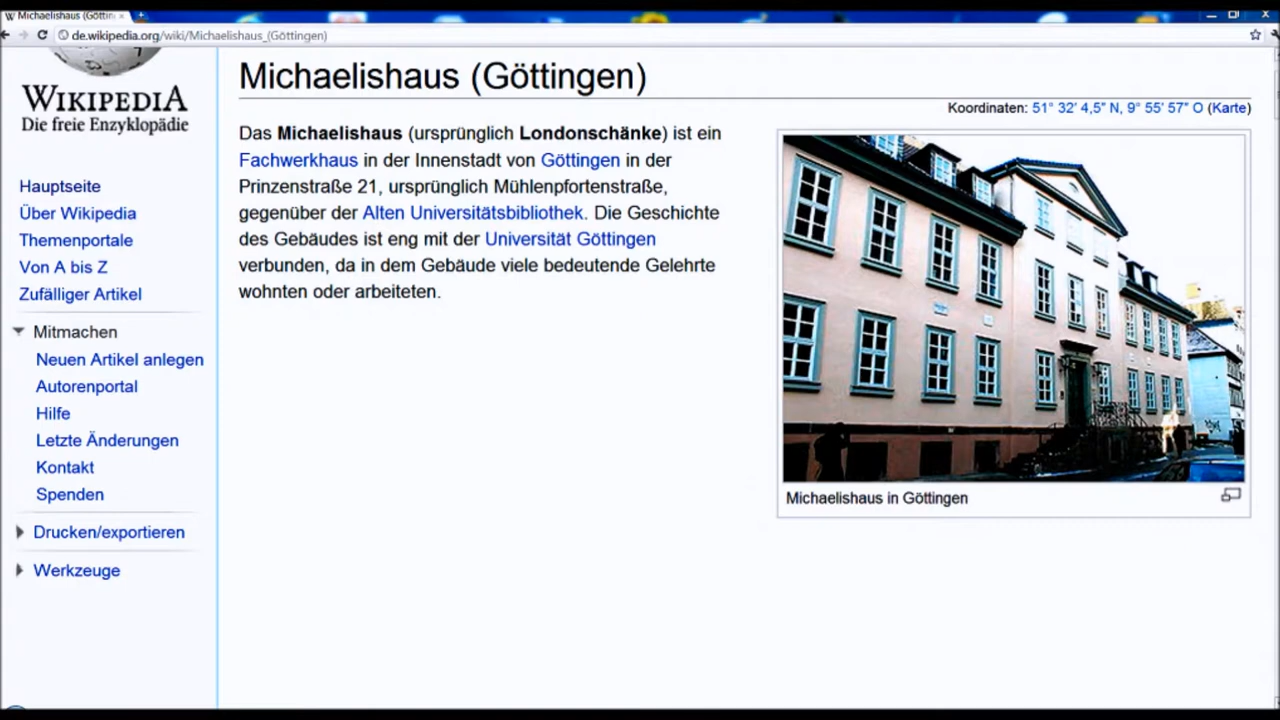 Michaelishaus (Göttin
de.wikipedia.org/wiki/Michaelishaus_(Göttingen)
WIKIPEDIA
Die freie Enzyklopädie
Hauptseite
Über Wikipedia
Themenportale
Von A bis Z
Zufälliger Artikel
Mitmachen
Neuen Artikel anlegen
Autorenportal
Hilfe
Letzte Änderungen
Kontakt
Spenden
Drucken/exportieren
Werkzeuge
Michaelishaus (Göttingen)
Koordinaten: 51° 32′ 4,5″ N, 9° 55′ 57″ O (Karte)
Das Michaelishaus (ursprünglich Londonschänke) ist ein
Fachwerkhaus in der Innenstadt von Göttingen in der
Prinzenstraße 21, ursprünglich Mühlenpfortenstraße,
gegenüber der Alten Universitätsbibliothek. Die Geschichte
des Gebäudes ist eng mit der Universität Göttingen
verbunden, da in dem Gebäude viele bedeutende Gelehrte
wohnten oder arbeiteten.
Michaelishaus in Göttingen